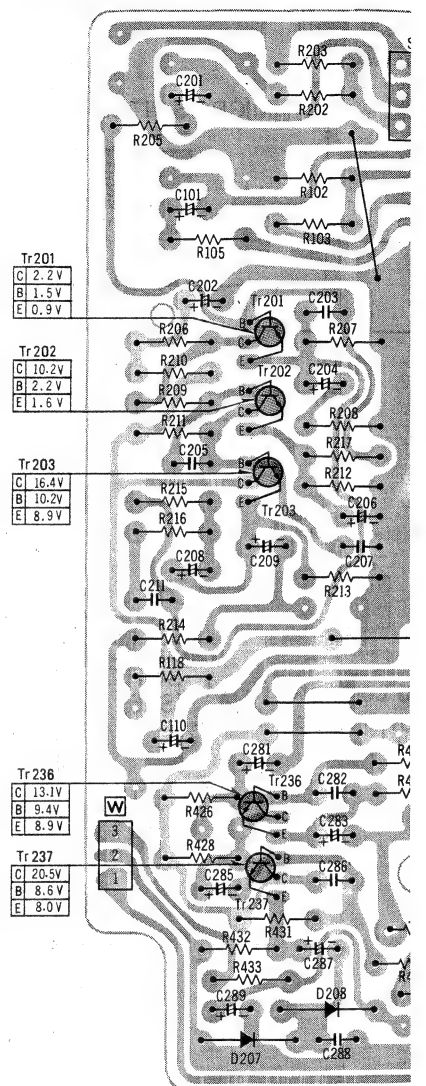 R203
C201
+ -
R202
R205
R102
C101
+ -
R103
R105
Tr201
C 2.2V
B 1.5V
E 0.9V
C202
+ -
Tr201
C203
B
C
E
R206
R207
Tr202
C 10.2V
B 2.2V
E 1.6V
R210
Tr202
C204
+ -
R209
B
C
E
R211
R208
C205
R217
Tr203
C 16.4V
B 10.2V
E 8.9V
B
C
E
R212
R215
Tr203
C206
+ -
R216
C208
+ -
C209
+ -
C207
C211
R213
R214
R118
C110
+ -
C281
+ -
Tr236
C 13.1V
B 9.4V
E 8.9V
Tr236
C282
B
C
E
R426
C283
+ -
W
3
2
1
Tr237
C 20.5V
B 8.6V
E 8.0V
R428
B
C
E
C286
C285
+ -
Tr237
R431
R432
C287
+ -
R433
C289
+ -
D208
D207
C288